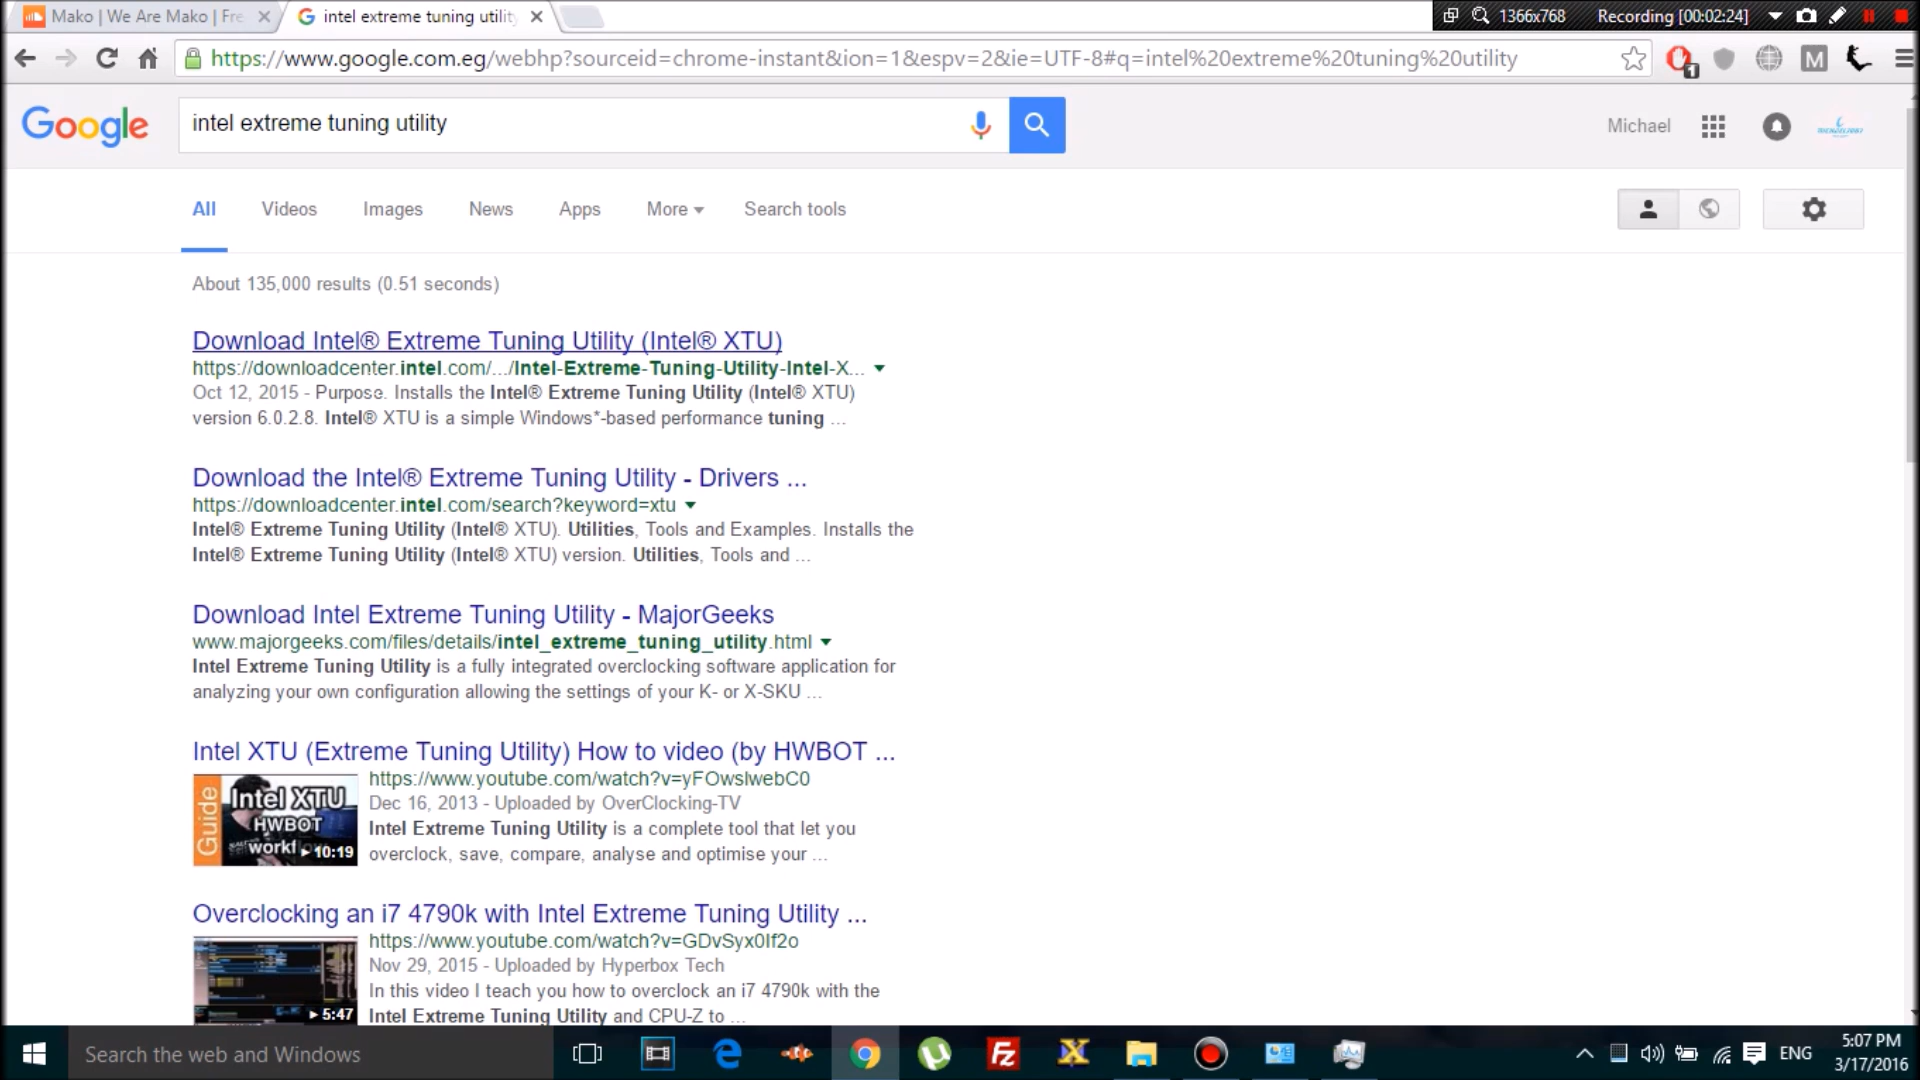 Mako | We Are Mako | Fre
intel extreme tuning utility
1366x768
Recording [00:02:24]
https://www.google.com.eg/webhp?sourceid=chrome-instant&ion=1&espv=2&ie=UTF-8#q=intel%20extreme%20tuning%20utility
1
M
Google
intel extreme tuning utility
Michael
All
Videos
Images
News
Apps
More
Search tools
About 135,000 results (0.51 seconds)
Download Intel® Extreme Tuning Utility (Intel® XTU)
https://downloadcenter.intel.com/.../Intel-Extreme-Tuning-Utility-Intel-X...
Oct 12, 2015 - Purpose. Installs the Intel® Extreme Tuning Utility (Intel® XTU)
version 6.0.2.8. Intel® XTU is a simple Windows*-based performance tuning ...
Download the Intel® Extreme Tuning Utility - Drivers ...
https://downloadcenter.intel.com/search?keyword=xtu
Intel® Extreme Tuning Utility (Intel® XTU). Utilities, Tools and Examples. Installs the
Intel® Extreme Tuning Utility (Intel® XTU) version. Utilities, Tools and ...
Download Intel Extreme Tuning Utility - MajorGeeks
www.majorgeeks.com/files/details/intel_extreme_tuning_utility.html
Intel Extreme Tuning Utility is a fully integrated overclocking software application for
analyzing your own configuration allowing the settings of your K- or X-SKU ...
Intel XTU (Extreme Tuning Utility) How to video (by HWBOT ...
Guide
Intel XTU
HWBOT
10:19
https://www.youtube.com/watch?v=yFOwslwebC0
Dec 16, 2013 - Uploaded by OverClocking-TV
Intel Extreme Tuning Utility is a complete tool that let you
overclock, save, compare, analyse and optimise your ...
Overclocking an i7 4790k with Intel Extreme Tuning Utility ...
5:47
https://www.youtube.com/watch?v=GDvSyx0If2o
Nov 29, 2015 - Uploaded by Hyperbox Tech
In this video I teach you how to overclock an i7 4790k with the
Intel Extreme Tuning Utility and CPU-Z to ...
Search the web and Windows
Fz
ENG
5:07 PM
3/17/2016